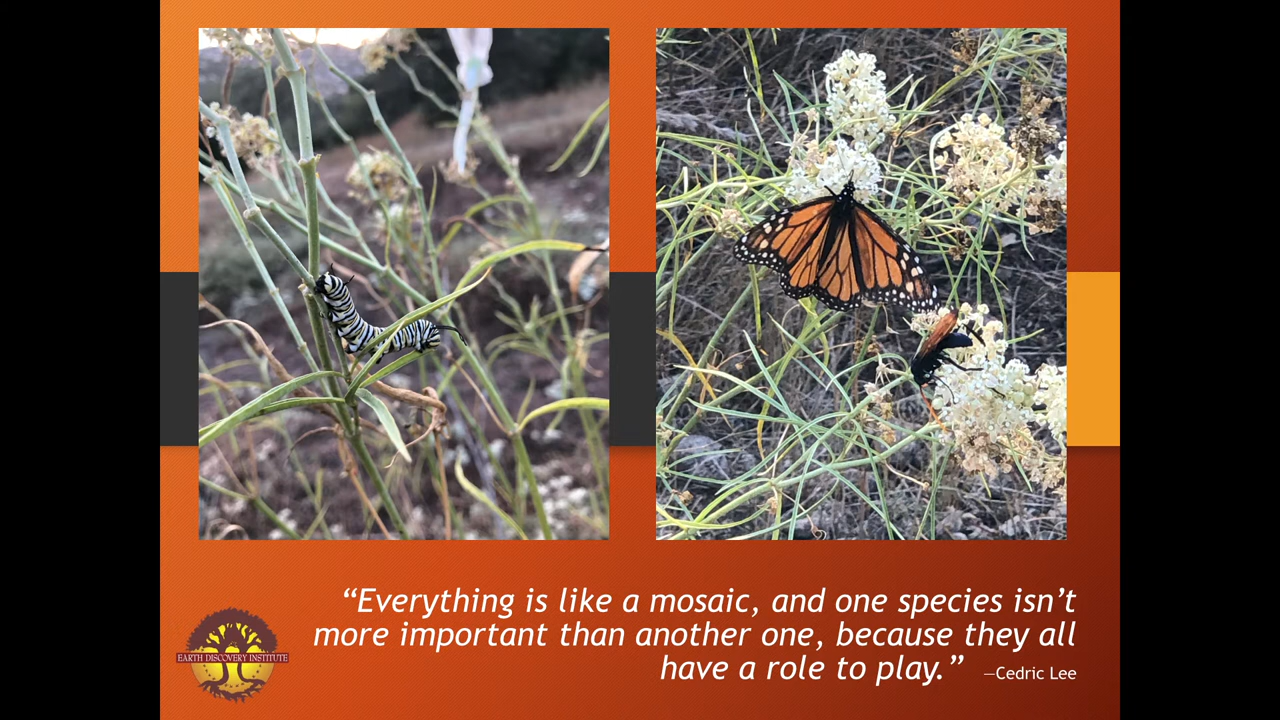 “Everything is like a mosaic, and one species isn’t
more important than another one, because they all
have a role to play.” —Cedric Lee
EARTH DISCOVERY INSTITUTE